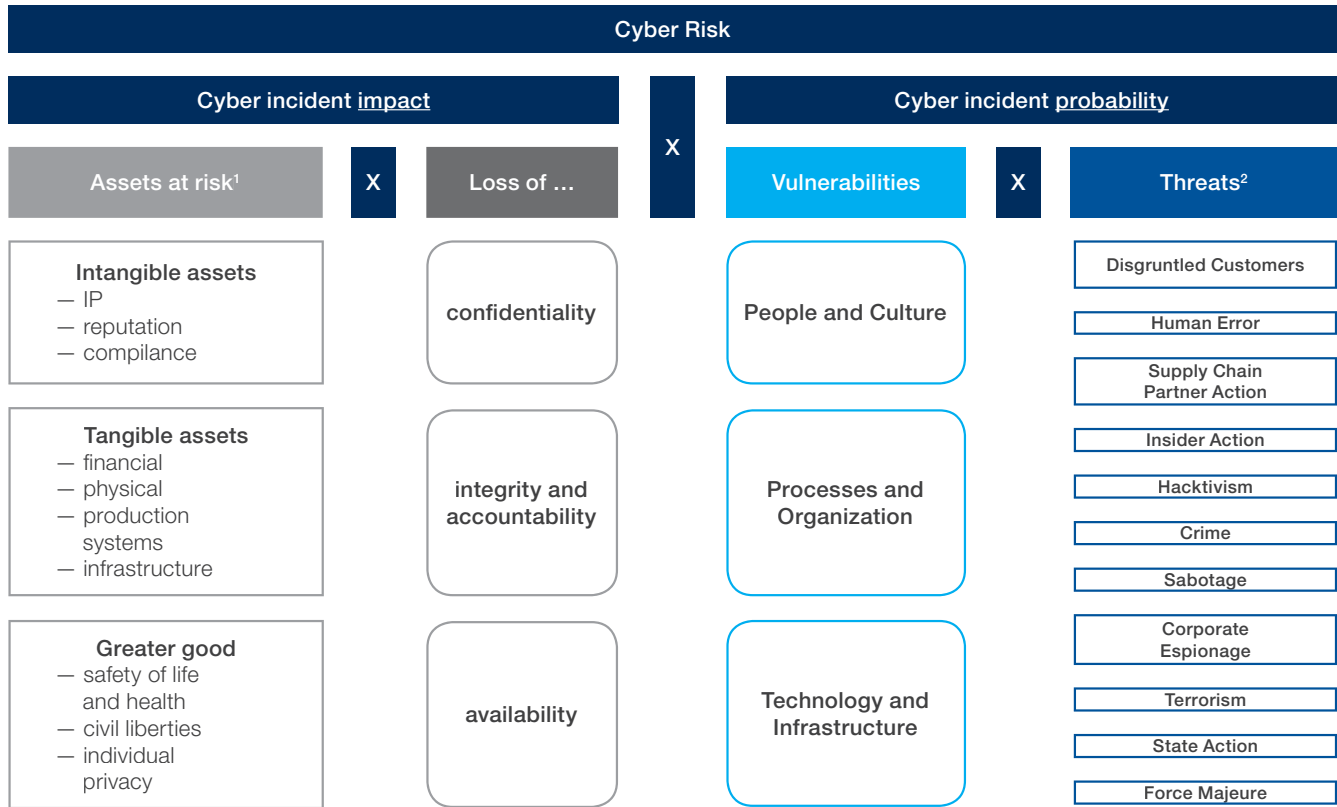 Cyber Risk
Cyber incident impact
X
Cyber incident probability
Assets at risk¹
X
Loss of ...
Vulnerabilities
X
Threats²
Intangible assets
— IP
— reputation
— compilance
Tangible assets
— financial
— physical
— production
systems
— infrastructure
Greater good
— safety of life
and health
— civil liberties
— individual
privacy
confidentiality
integrity and
accountability
availability
People and Culture
Processes and
Organization
Technology and
Infrastructure
Disgruntled Customers
Human Error
Supply Chain
Partner Action
Insider Action
Hacktivism
Crime
Sabotage
Corporate
Espionage
Terrorism
State Action
Force Majeure